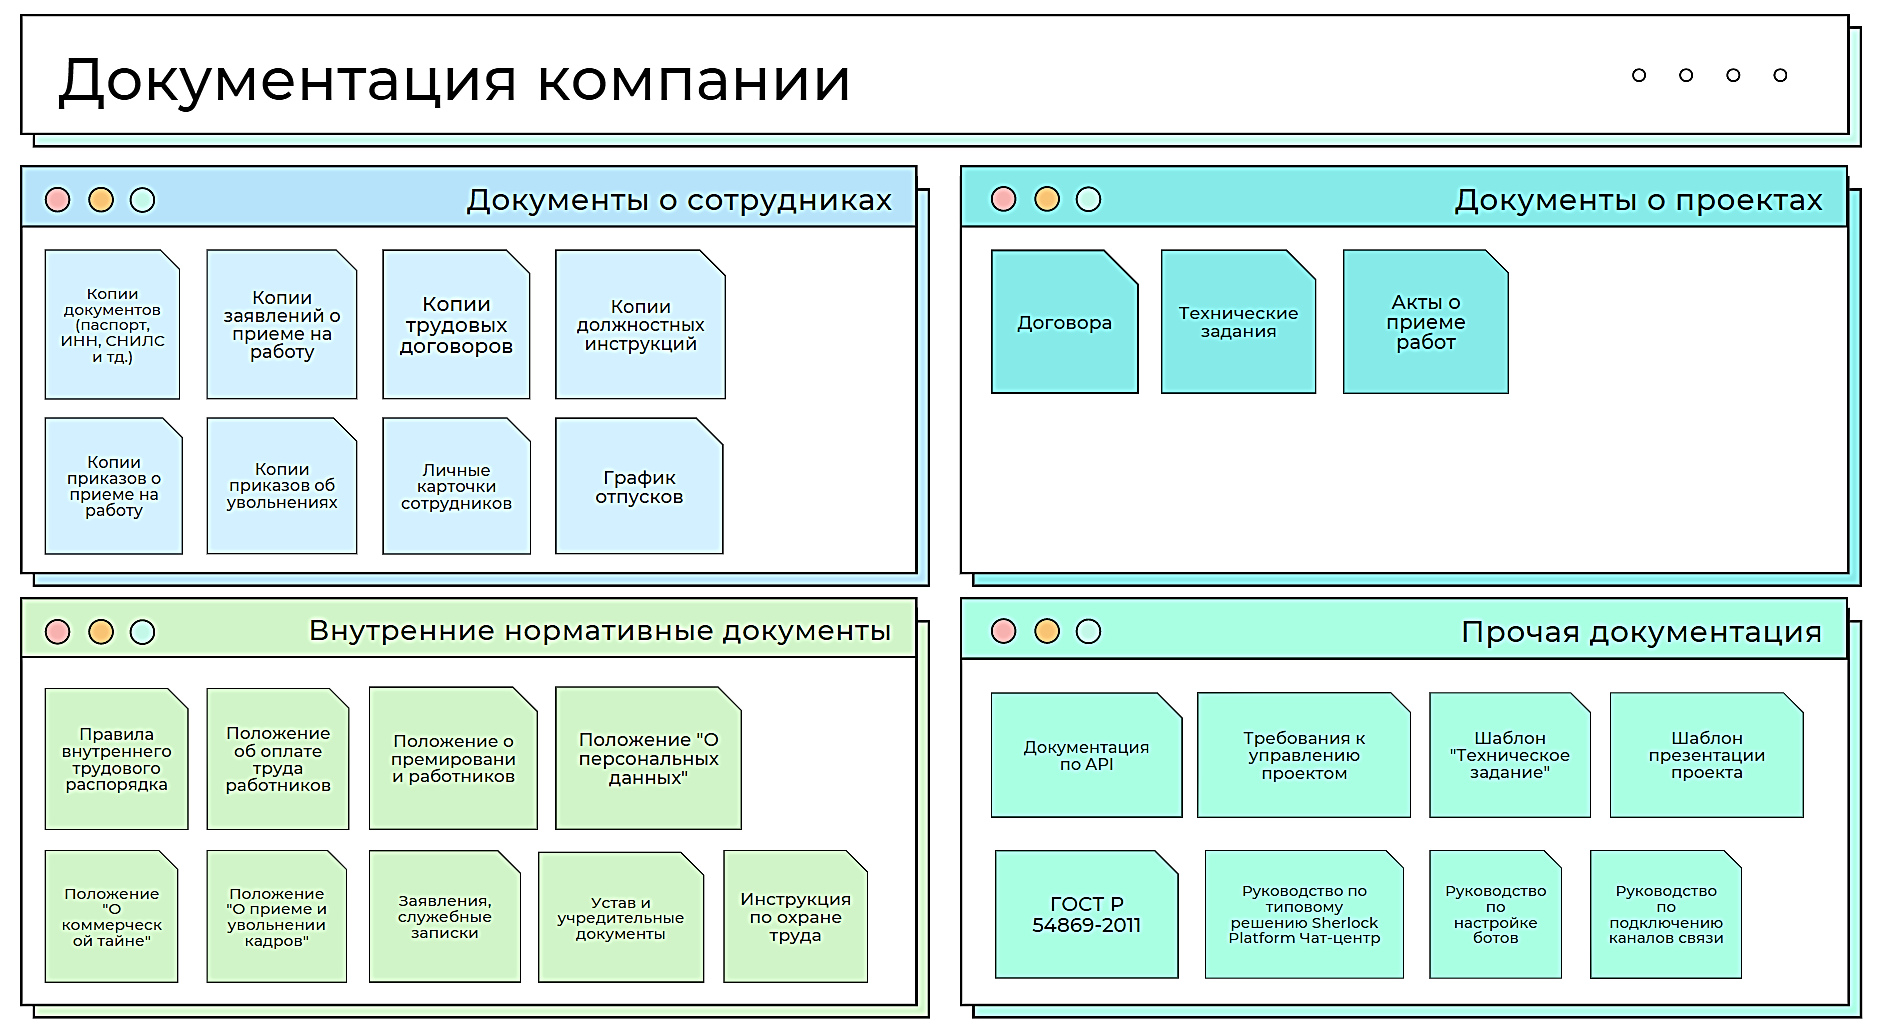 Документация компании
Документы о сотрудниках
Копии
документов
(паспорт,
ИНН, СНИЛС
и тд.)
Копии
заявлений о
приеме на
работу
Копии
трудовых
договоров
Копии
должностных
инструкций
Копии
приказов о
приеме на
работу
Копии
приказов об
увольнениях
Личные
карточки
сотрудников
График
отпусков
Документы о проектах
Договора
Технические
задания
Акты о
приеме
работ
Внутренние нормативные документы
Правила
внутреннего
трудового
распорядка
Положение
об оплате
труда
работников
Положение о
премировани
и работников
Положение "О
персональных
данных"
Положение
"О
коммерческ
ой тайне"
Положение
"О приеме и
увольнении
кадров"
Заявления,
служебные
записки
Устав и
учредительные
документы
Инструкция
по охране
труда
Прочая документация
Документация
по API
Требования к
управлению
проектом
Шаблон
"Техническое
задание"
Шаблон
презентации
проекта
ГОСТ Р
54869-2011
Руководство по
типовому
решению Sherlock
Platform Чат-центр
Руководство
по
настройке
ботов
Руководство
по
подключению
каналов связи